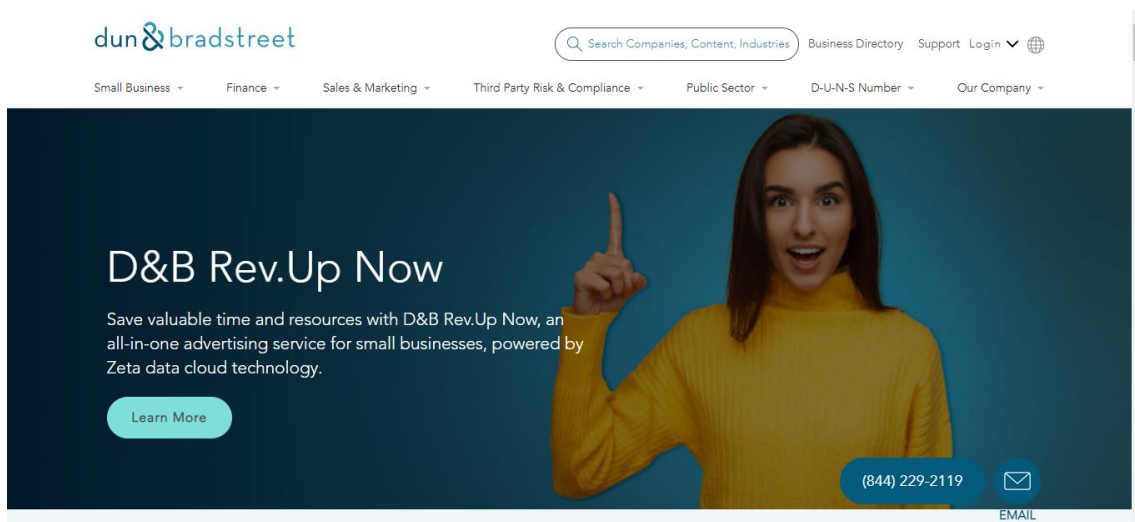 dun & bradstreet
Search Companies, Content, Industries
Business Directory
Support
Login
Small Business
Finance
Sales & Marketing
Third Party Risk & Compliance
Public Sector
D-U-N-S Number
Our Company
D&B Rev.Up Now
Save valuable time and resources with D&B Rev.Up Now, an
all-in-one advertising service for small businesses, powered by
Zeta data cloud technology.
Learn More
(844) 229-2119
EMAIL